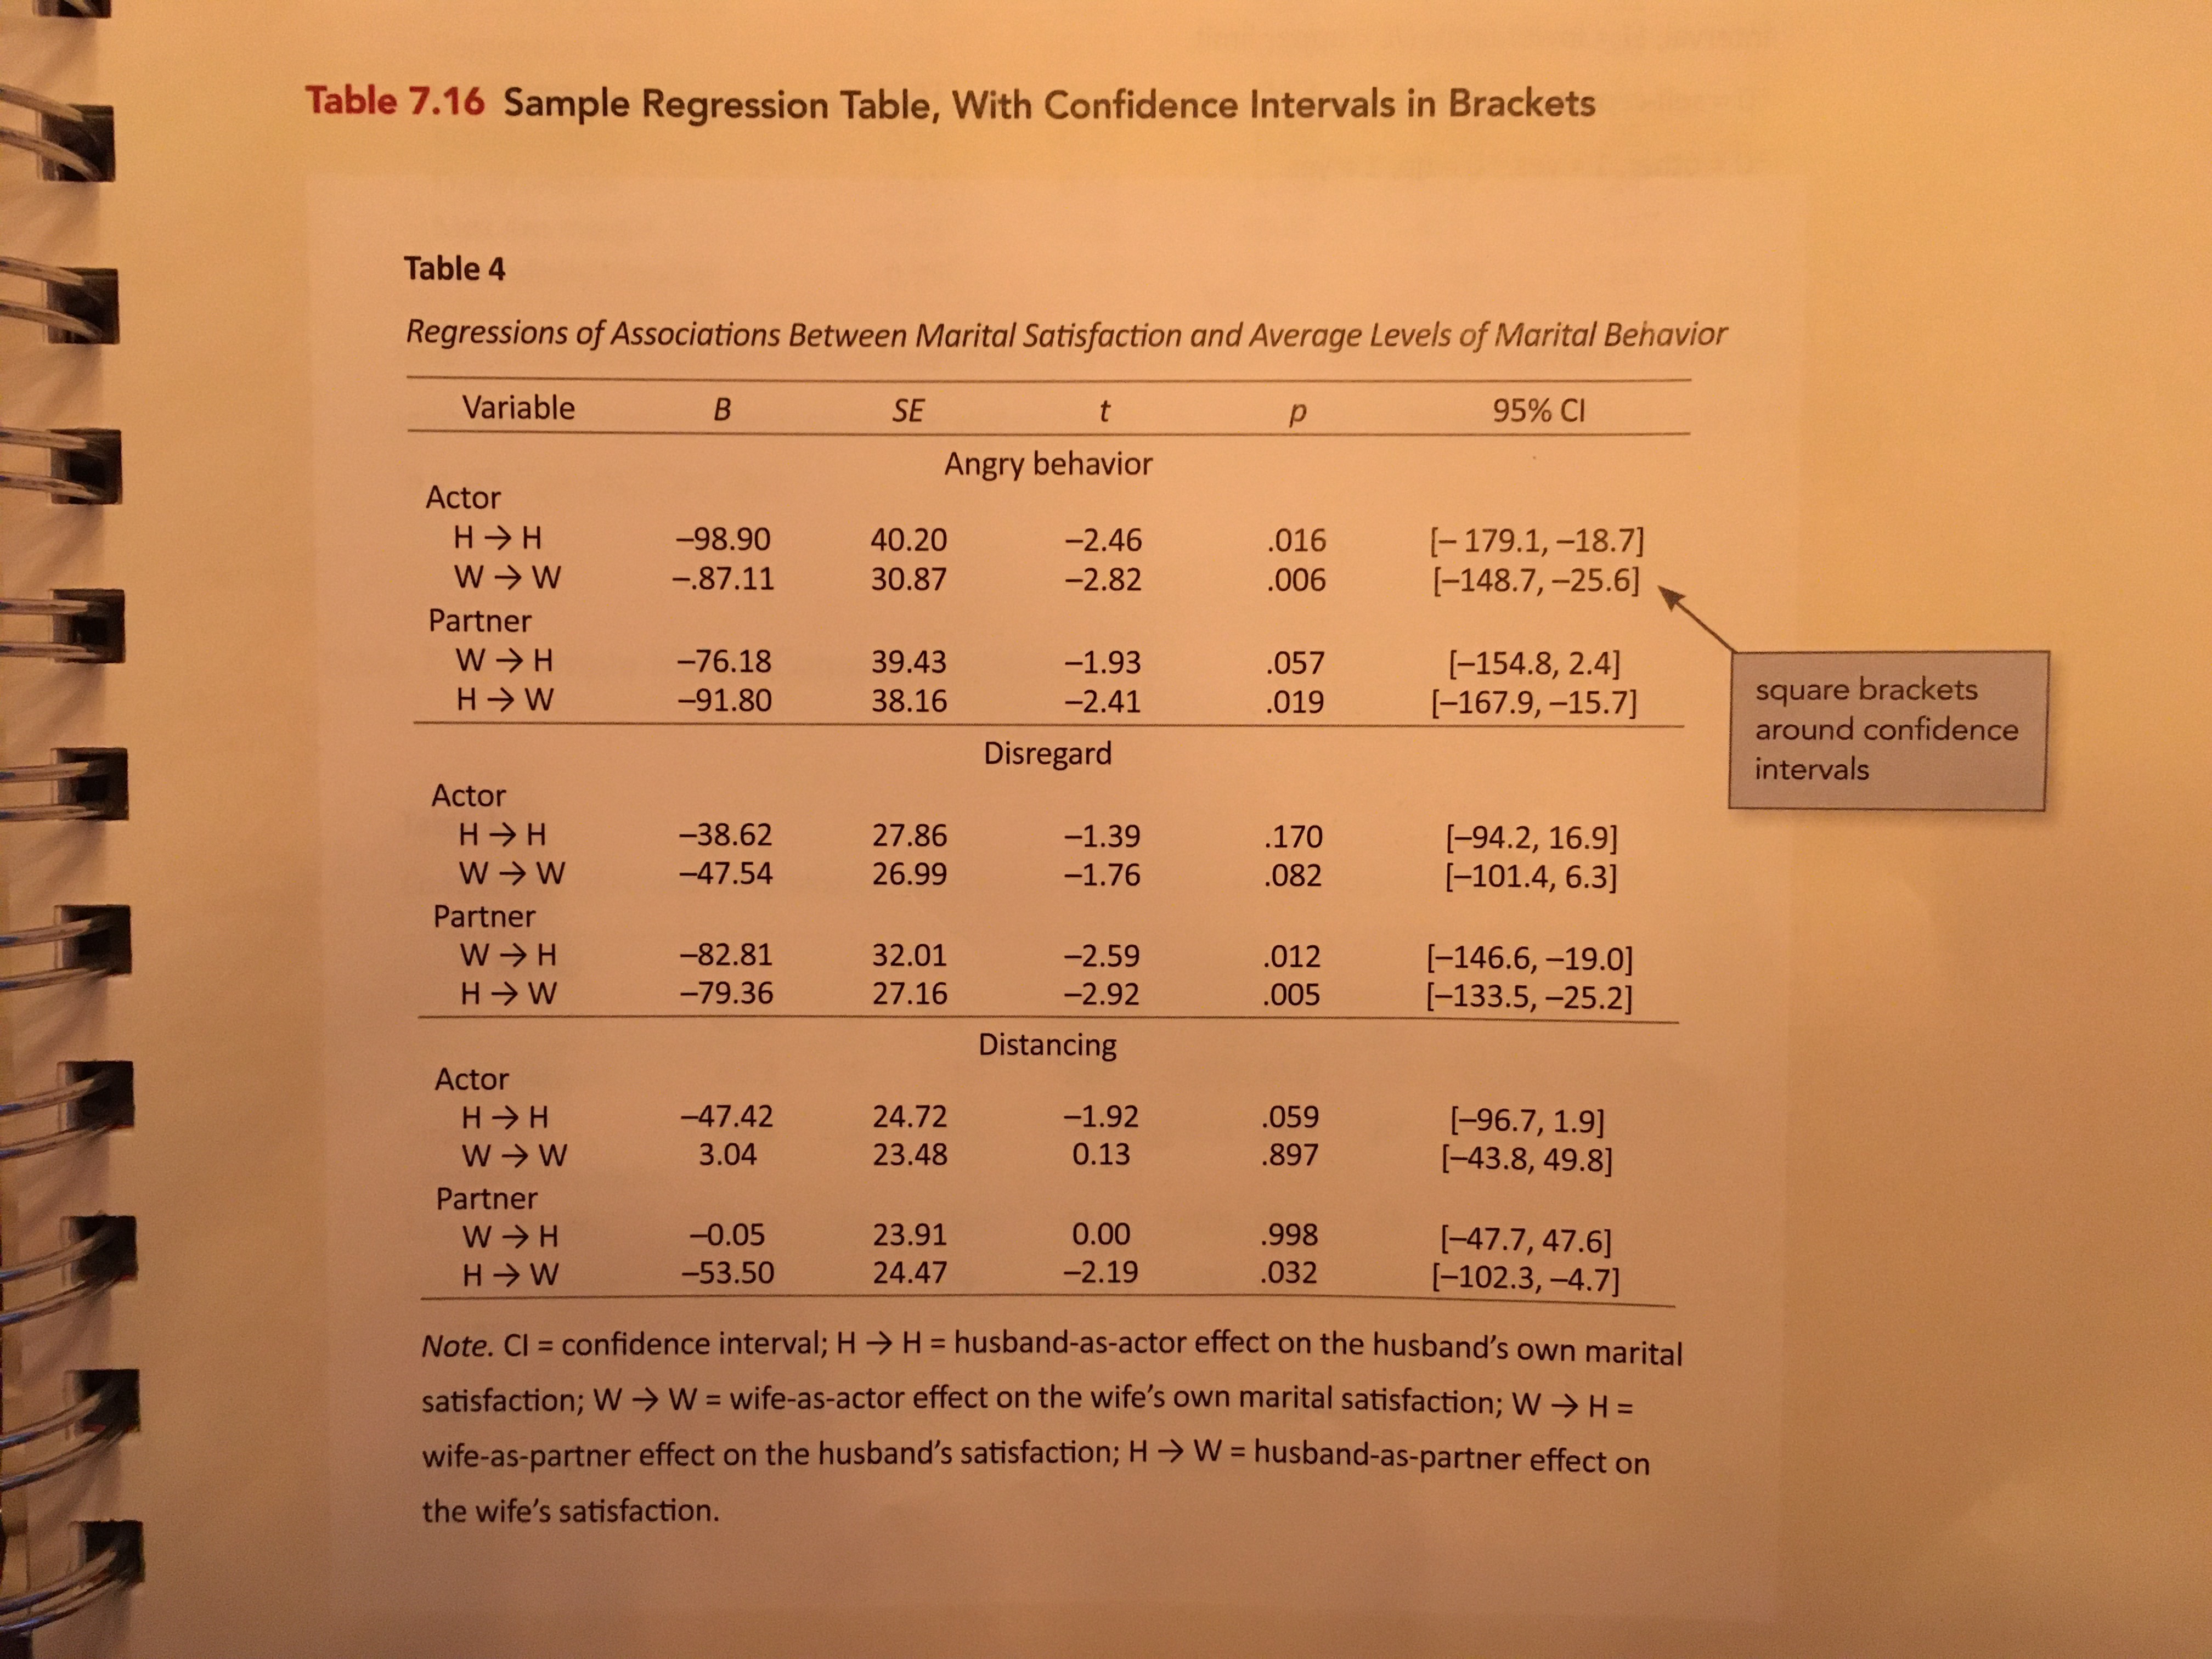 Table 7.16 Sample Regression Table, With Confidence Intervals in Brackets
Table 4
Regressions of Associations Between Marital Satisfaction and Average Levels of Marital Behavior
Variable B SE t p 95% CI
Angry behavior
Actor
H → H –98.90 40.20 –2.46 .016 [– 179.1, –18.7]
W → W –.87.11 30.87 –2.82 .006 [–148.7, –25.6]
Partner
W → H –76.18 39.43 –1.93 .057 [–154.8, 2.4]
H → W –91.80 38.16 –2.41 .019 [–167.9, –15.7]
square brackets
around confidence
intervals
Disregard
Actor
H → H –38.62 27.86 –1.39 .170 [–94.2, 16.9]
W → W –47.54 26.99 –1.76 .082 [–101.4, 6.3]
Partner
W → H –82.81 32.01 –2.59 .012 [–146.6, –19.0]
H → W –79.36 27.16 –2.92 .005 [–133.5, –25.2]
Distancing
Actor
H → H –47.42 24.72 –1.92 .059 [–96.7, 1.9]
W → W 3.04 23.48 0.13 .897 [–43.8, 49.8]
Partner
W → H –0.05 23.91 0.00 .998 [–47.7, 47.6]
H → W –53.50 24.47 –2.19 .032 [–102.3, –4.7]
Note. CI = confidence interval; H → H = husband-as-actor effect on the husband's own marital
satisfaction; W → W = wife-as-actor effect on the wife's own marital satisfaction; W → H =
wife-as-partner effect on the husband's satisfaction; H → W = husband-as-partner effect on
the wife's satisfaction.